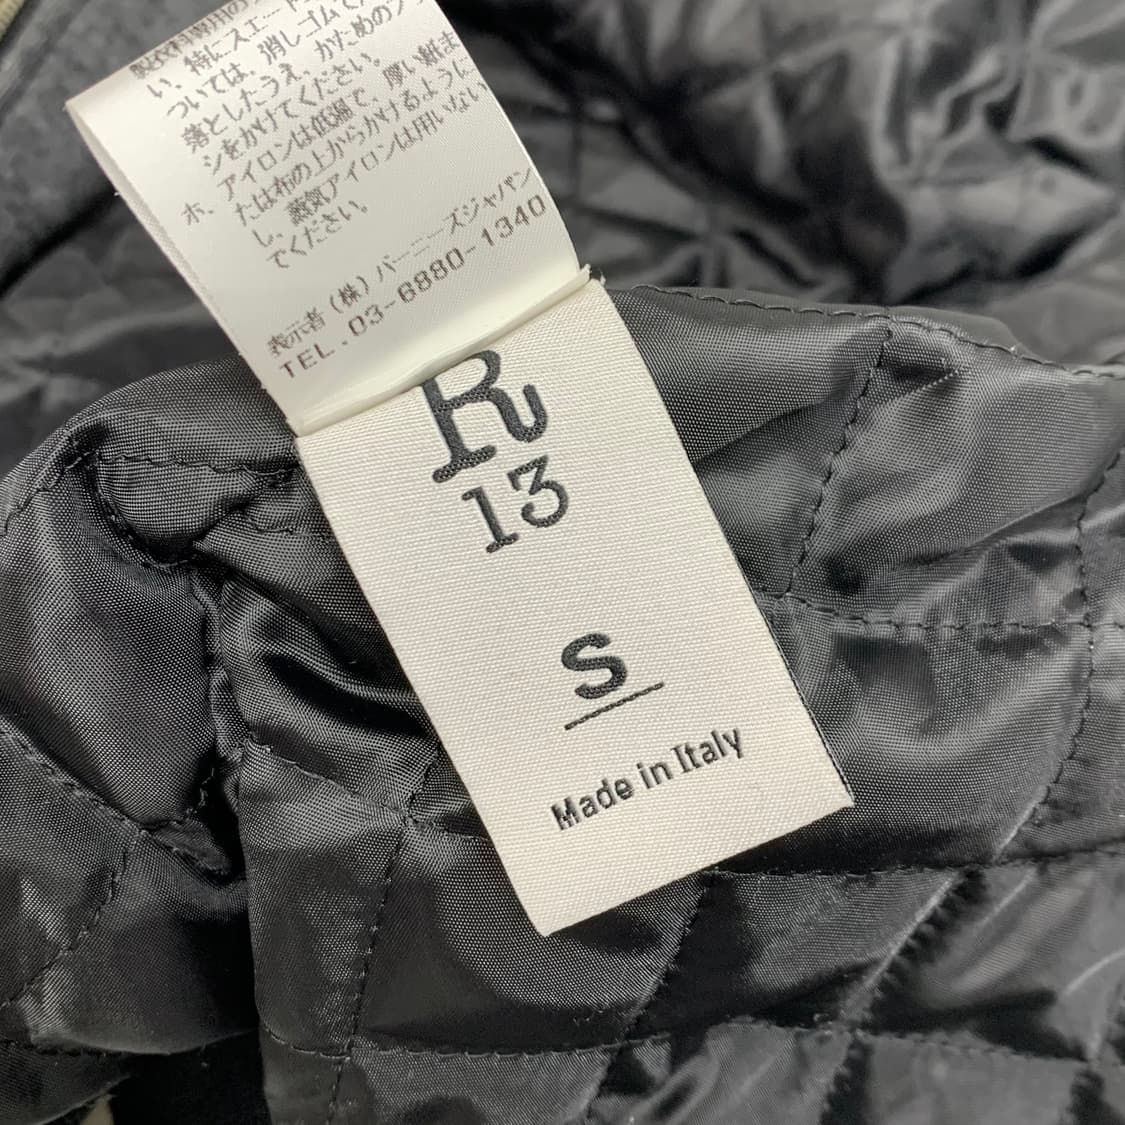 い。特にスエード、
ついては、消しゴムで
落としたうえ、かためのブ
シをかけてください。
アイロンは低温で、厚い紙ま
ホ、
たは布の上からかけるように
し、蒸気アイロンは用いない
でください。
表示者(株)バーニーズジャパン
TEL.03-6880-1340
R
13
S
Made in Italy